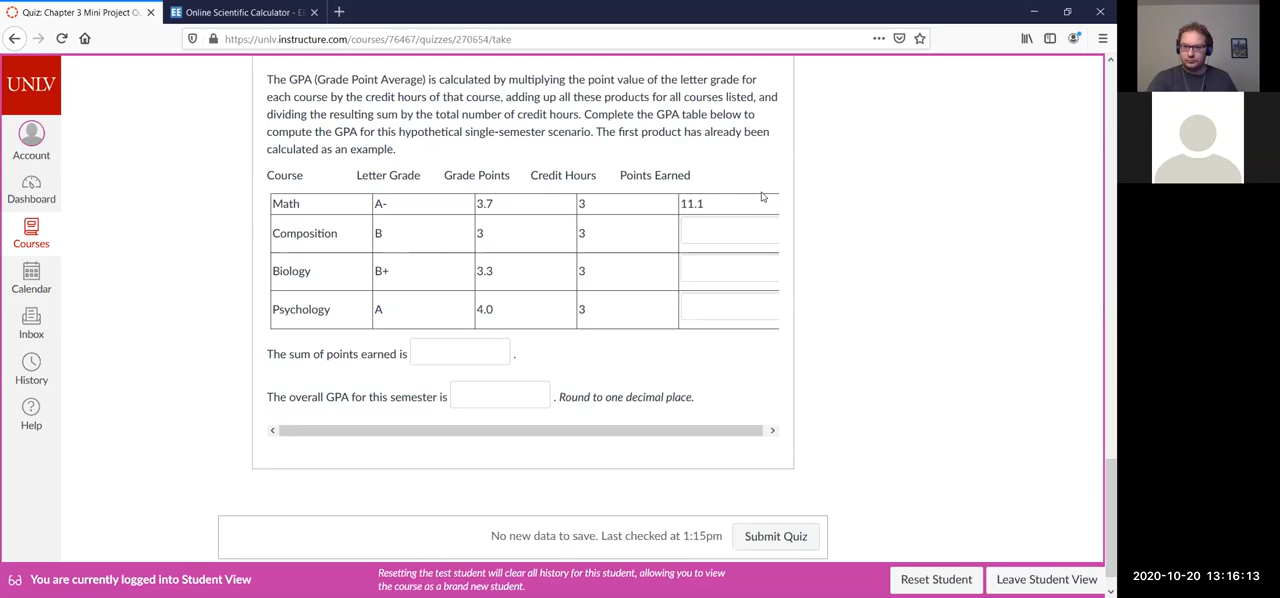 Quiz: Chapter 3 Mini Project Qu
Online Scientific Calculator - E
https://unlv.instructure.com/courses/76467/quizzes/270654/take
UNLV
Account
Dashboard
Courses
Calendar
Inbox
History
Help
The GPA (Grade Point Average) is calculated by multiplying the point value of the letter grade for
each course by the credit hours of that course, adding up all these products for all courses listed, and
dividing the resulting sum by the total number of credit hours. Complete the GPA table below to
compute the GPA for this hypothetical single-semester scenario. The first product has already been
calculated as an example.
Course Letter Grade Grade Points Credit Hours Points Earned
Math A- 3.7 3 11.1
Composition B 3 3
Biology B+ 3.3 3
Psychology A 4.0 3
The sum of points earned is .
The overall GPA for this semester is . Round to one decimal place.
No new data to save. Last checked at 1:15pm Submit Quiz
You are currently logged into Student View
Resetting the test student will clear all history for this student, allowing you to view
the course as a brand new student.
Reset Student Leave Student View
2020-10-20 13:16:13